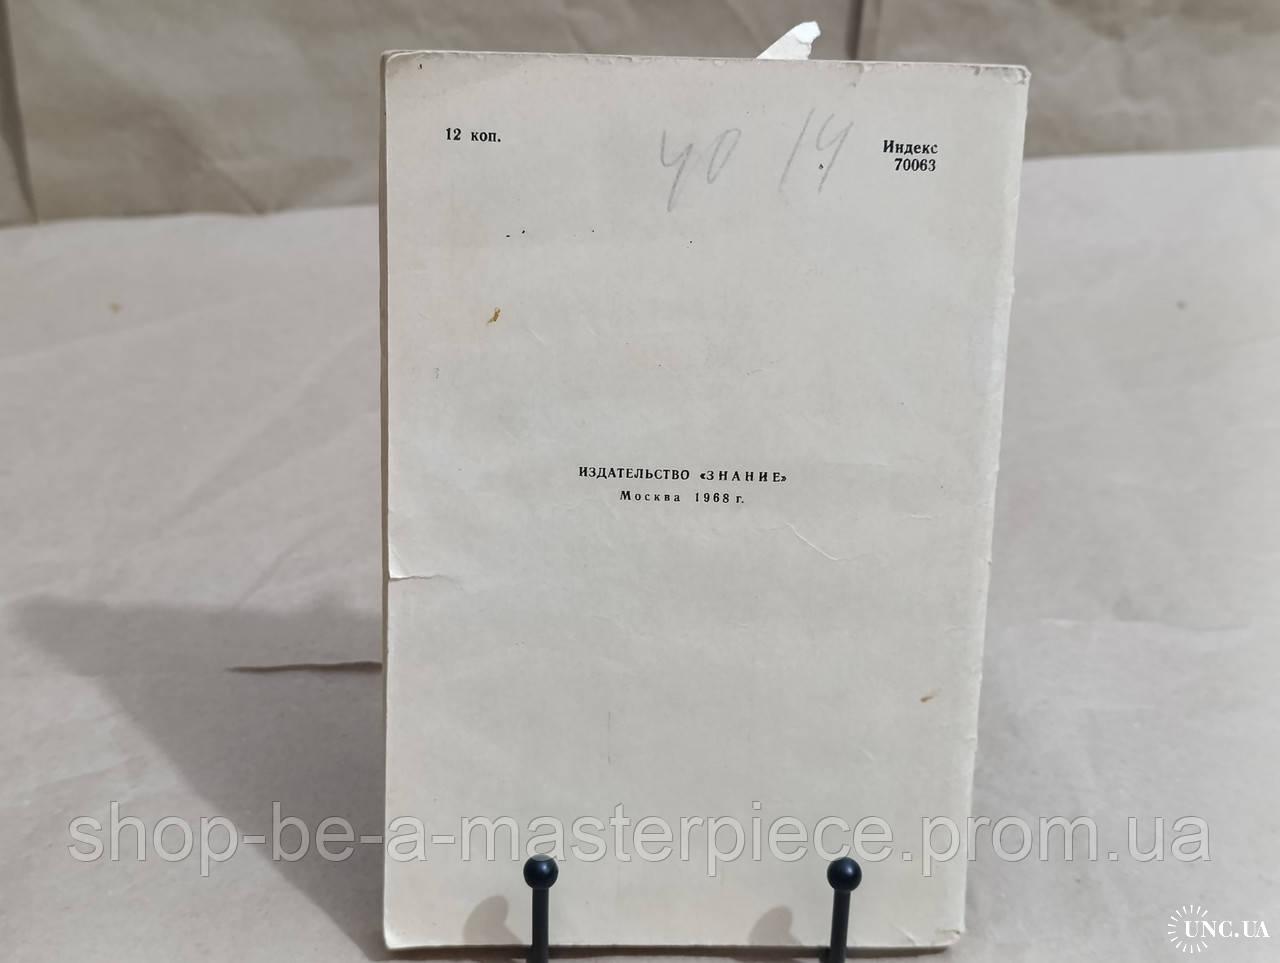 12 коп.
40 14
Индекс
70063
ИЗДАТЕЛЬСТВО «ЗНАНИЕ»
Москва 1968 г.
shop-be-a-masterpiece.prom.ua
UNC.UA